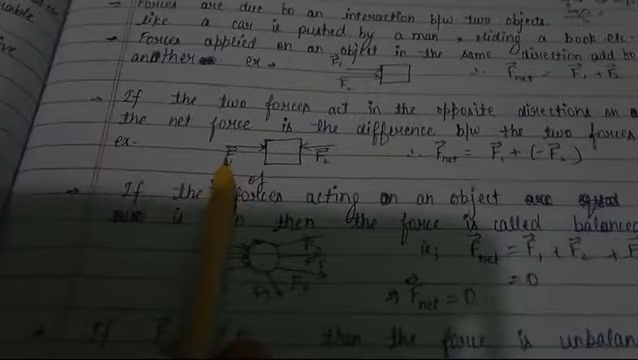 Forces are due to an interaction b/w two objects.
like a car is pushed by a man, sliding a book etc.
→ Forces applied on an object in the same direction add to
another ex → F₁ F₂ ∴ F⃗net = F⃗₁ + F⃗₂
→ If the two forces act in the opposite directions on
the net force is the difference b/w the two forces
ex. F⃗₂ ∴ F⃗net = F⃗₁ + (-F⃗₂)
of
→ If the forces acting on an object
is then the force is called balanced
ie; F⃗net = F⃗₁ + F⃗₂ +
= 0
⇒ F⃗net = 0
If then the force is unbalan